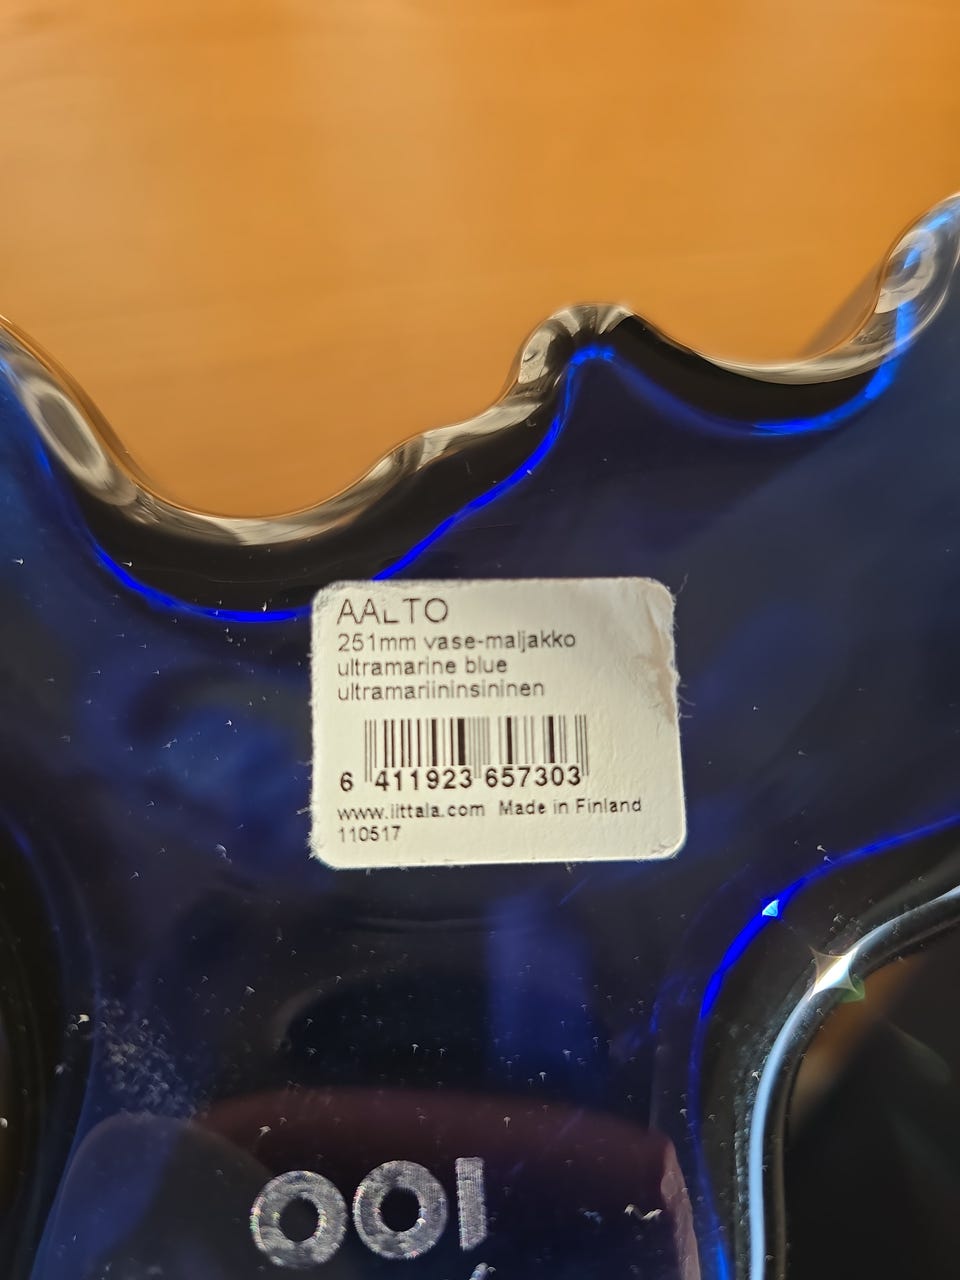 AALTO
251mm vase-maljakko
ultramarine blue
ultramariininsininen
6 411923 657303
www.iittala.com Made in Finland
110517
100